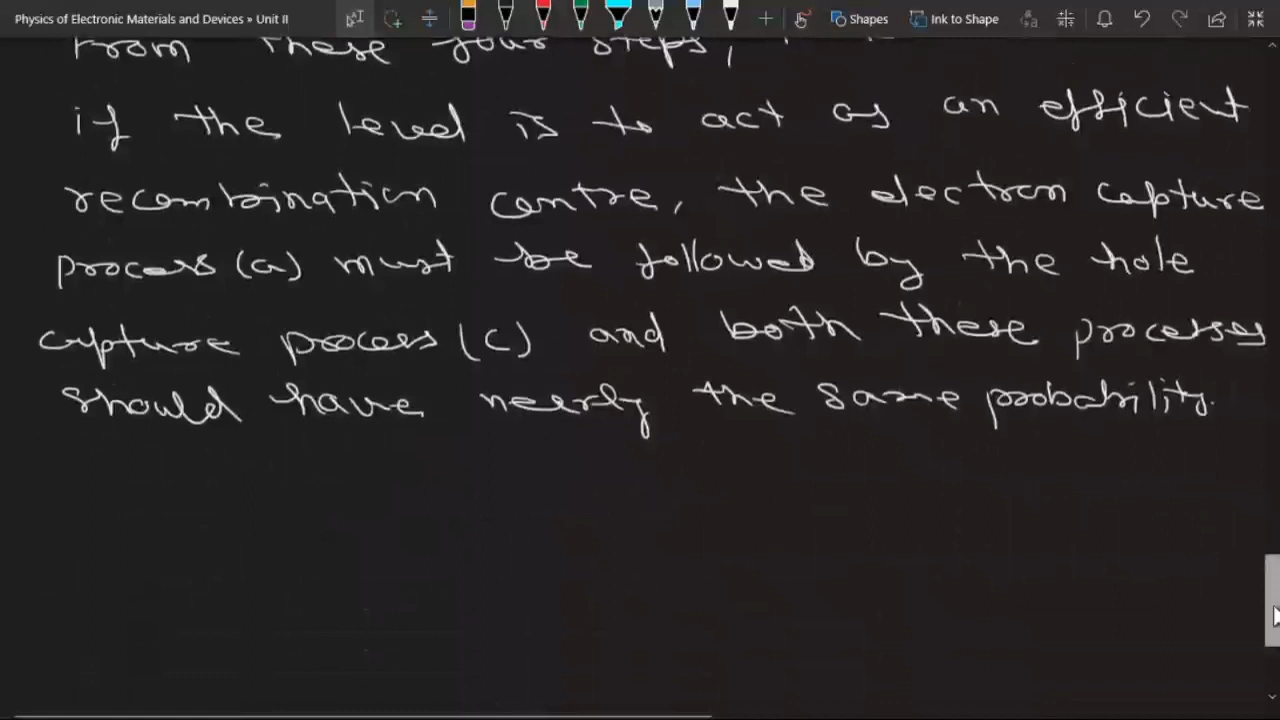 Physics of Electronic Materials and Devices » Unit II
Shapes
Ink to Shape
From these four steps,
if the level is to act as an efficient
recombination centre, the electron capture
process (a) must be followed by the hole
capture process (c) and both these processes
should have nearly the same probability.